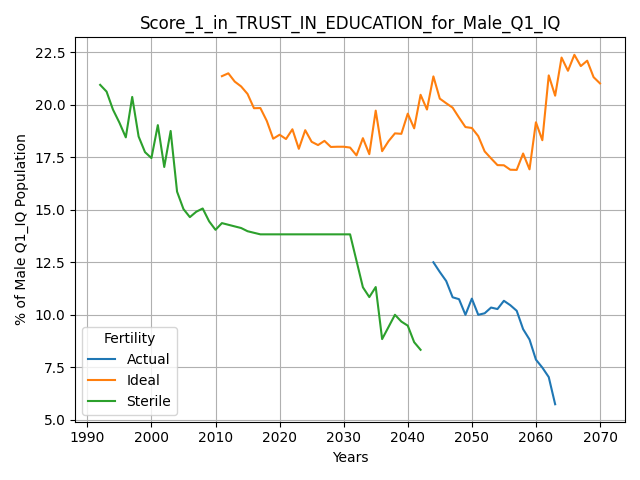 Score_1_in_TRUST_IN_EDUCATION_for_Male_Q1_IQ
% of Male Q1_IQ Population
22.5
20.0
17.5
15.0
12.5
10.0
7.5
5.0
Fertility
Actual
Ideal
Sterile
1990 2000 2010 2020 2030 2040 2050 2060 2070
Years